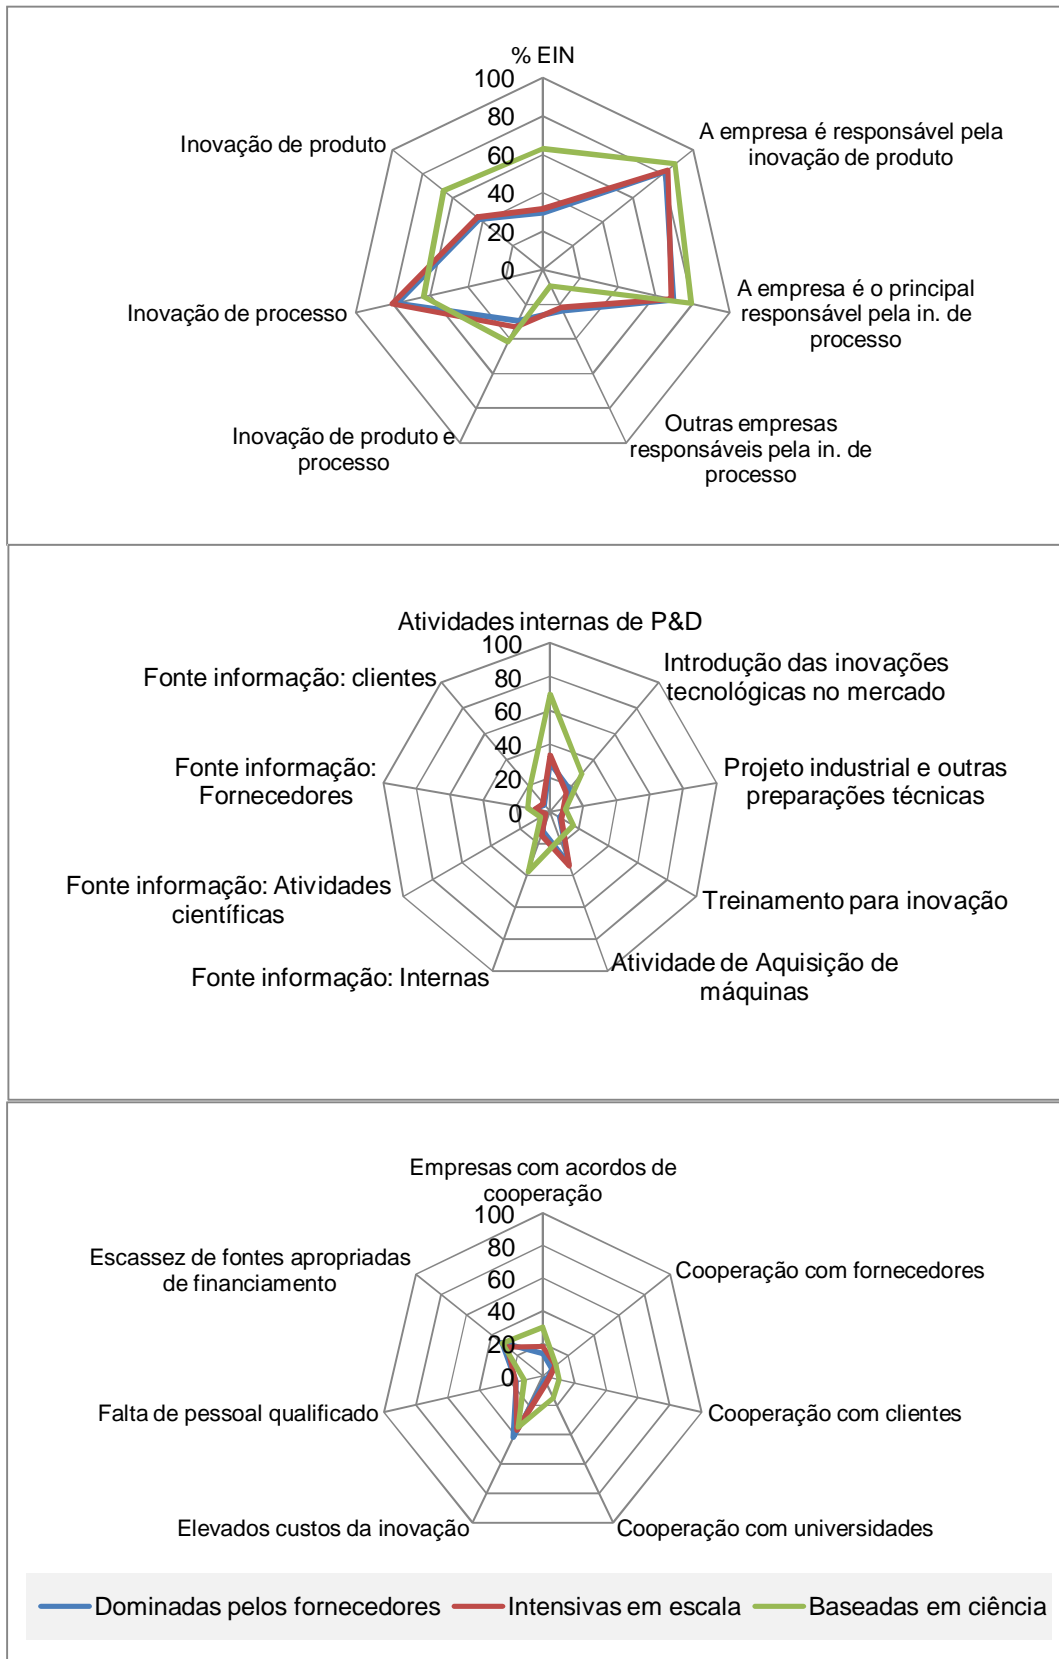 % EIN
100
80
60
40
20
0
A empresa é responsável pela
inovação de produto
A empresa é o principal
responsável pela in. de
processo
Outras empresas
responsáveis pela in. de
processo
Inovação de produto e
processo
Inovação de processo
Inovação de produto
Atividades internas de P&D
100
80
60
40
20
0
Introdução das inovações
tecnológicas no mercado
Projeto industrial e outras
preparações técnicas
Treinamento para inovação
Atividade de Aquisição de
máquinas
Fonte informação: Internas
Fonte informação: Atividades
científicas
Fonte informação:
Fornecedores
Fonte informação: clientes
Empresas com acordos de
cooperação
100
80
60
40
20
0
Cooperação com fornecedores
Cooperação com clientes
Cooperação com universidades
Elevados custos da inovação
Falta de pessoal qualificado
Escassez de fontes apropriadas
de financiamento
Dominadas pelos fornecedores
Intensivas em escala
Baseadas em ciência